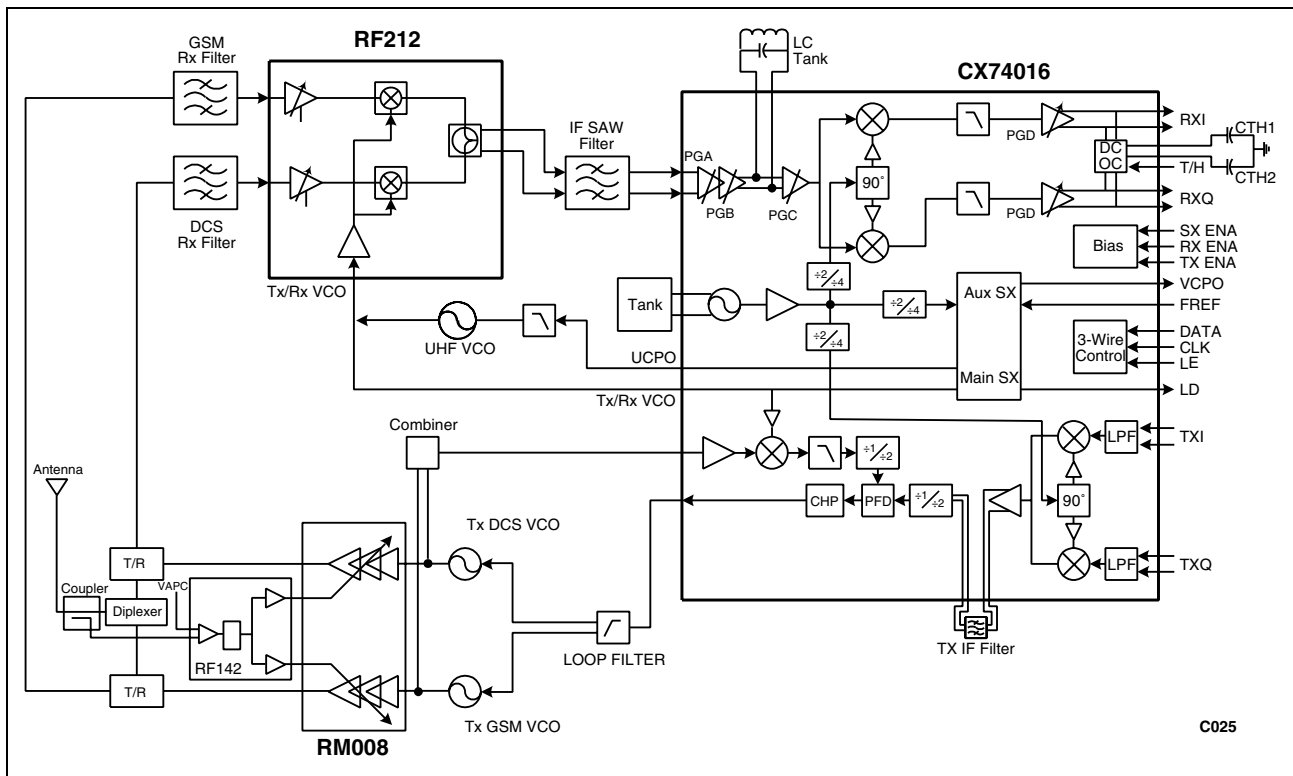 GSM
Rx Filter
RF212
LC
Tank
CX74016
IF SAW
Filter
PGA
PGB
PGC
90°
PGD
PGD
DC
OC
RXI
CTH1
T/H
CTH2
RXQ
DCS
Rx Filter
Tx/Rx VCO
Tank
÷2/÷4
÷2/÷4
÷2/÷4
Aux SX
Main SX
Bias
SX ENA
RX ENA
TX ENA
VCPO
FREF
3-Wire
Control
DATA
CLK
LE
LD
UHF VCO
UCPO
Tx/Rx VCO
Combiner
Antenna
÷1/÷2
CHP
PFD
÷1/÷2
90°
LPF
TXI
LPF
TXQ
TX IF Filter
Tx DCS VCO
T/R
Coupler
VAPC
Diplexer
RF142
T/R
LOOP FILTER
Tx GSM VCO
RM008
C025